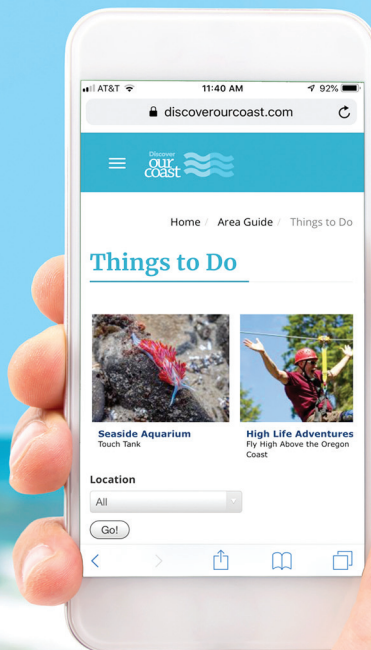 AT&T 11:40 AM 92%
discoverourcoast.com
Discover
our
coast
Home / Area Guide / Things to Do
Things to Do
Seaside Aquarium
Touch Tank
High Life Adventures
Fly High Above the Oregon
Coast
Location
All
Go!